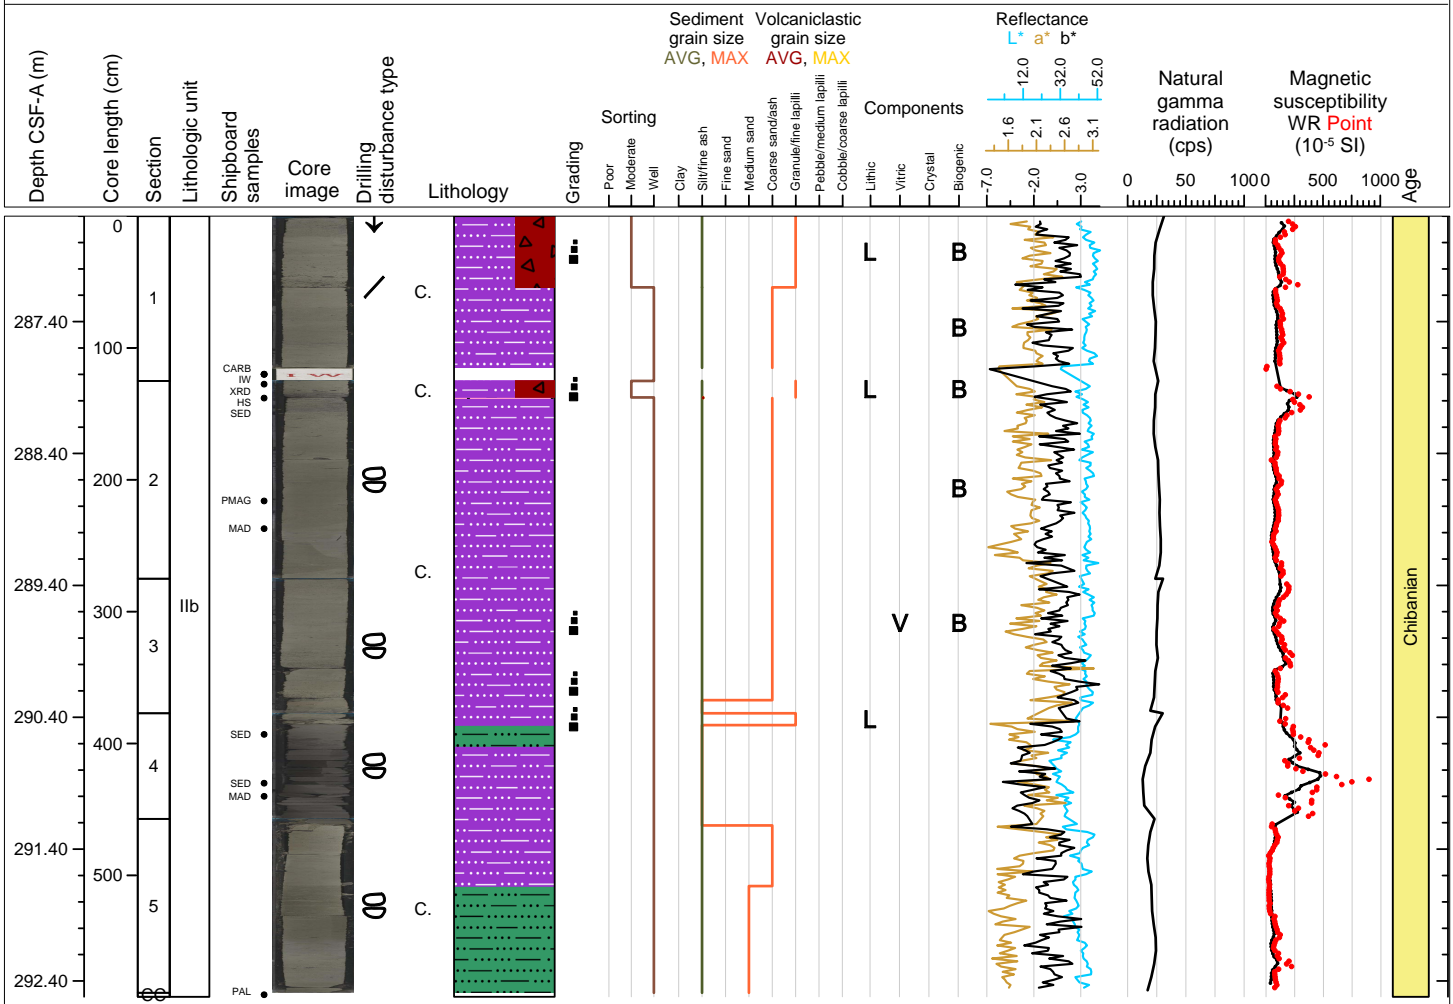 Depth CSF-A (m)
Core length (cm)
Section
Lithologic unit
Shipboard
samples
Core
image
Drilling
disturbance type
Lithology
Grading
Sorting
Poor
Moderate
Well
Sediment
grain size
AVG, MAX
Volcaniclastic
grain size
AVG, MAX
Clay
Silt/fine ash
Fine sand
Medium sand
Coarse sand/ash
Granule/fine lapilli
Pebble/medium lapilli
Cobble/coarse lapilli
Components
Lithic
Vitric
Crystal
Biogenic
Reflectance
L* a* b*
12.0 32.0 52.0
1.6 2.1 2.6 3.1
-7.0 -2.0 3.0
Natural
gamma
radiation
(cps)
0 50 100
Magnetic
susceptibility
WR Point
(10-5 SI)
0 500 1000
Age
0
1
L B
C.
287.40
B
100
CARB
IW
I W
XRD
C.
L B
HS
SED
288.40
200
2
B
PMAG
MAD
C.
289.40
300
IIb
V B
Chibanian
3
290.40
L
400
SED
4
SED
MAD
291.40
500
5
C.
292.40
CC
PAL